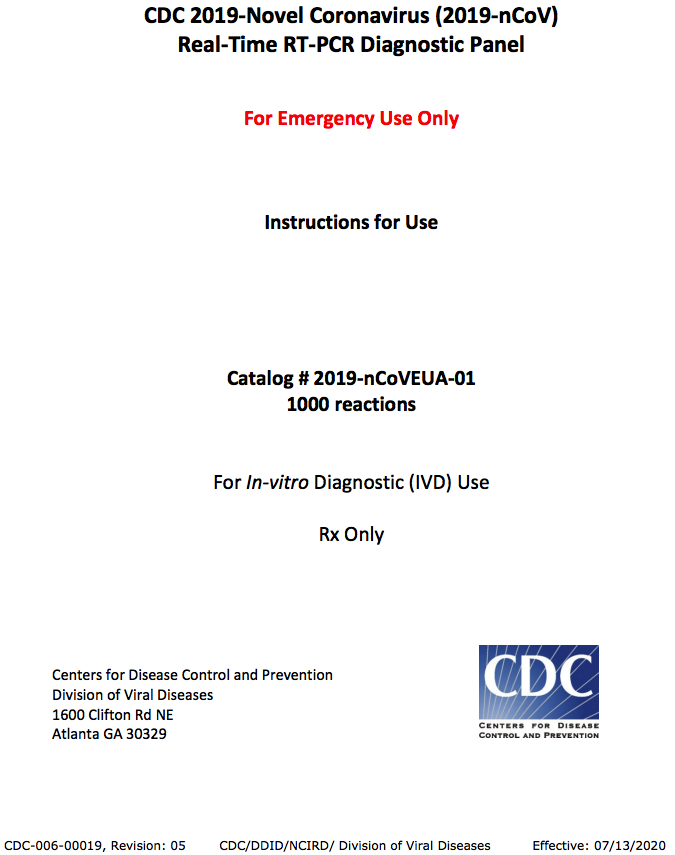 CDC 2019-Novel Coronavirus (2019-nCoV)
Real-Time RT-PCR Diagnostic Panel
For Emergency Use Only
Instructions for Use
Catalog # 2019-nCoVEUA-01
1000 reactions
For In-vitro Diagnostic (IVD) Use
Rx Only
Centers for Disease Control and Prevention
Division of Viral Diseases
1600 Clifton Rd NE
Atlanta GA 30329
CDC
CENTERS FOR DISEASE
CONTROL AND PREVENTION
CDC-006-00019, Revision: 05 CDC/DDID/NCIRD/ Division of Viral Diseases Effective: 07/13/2020